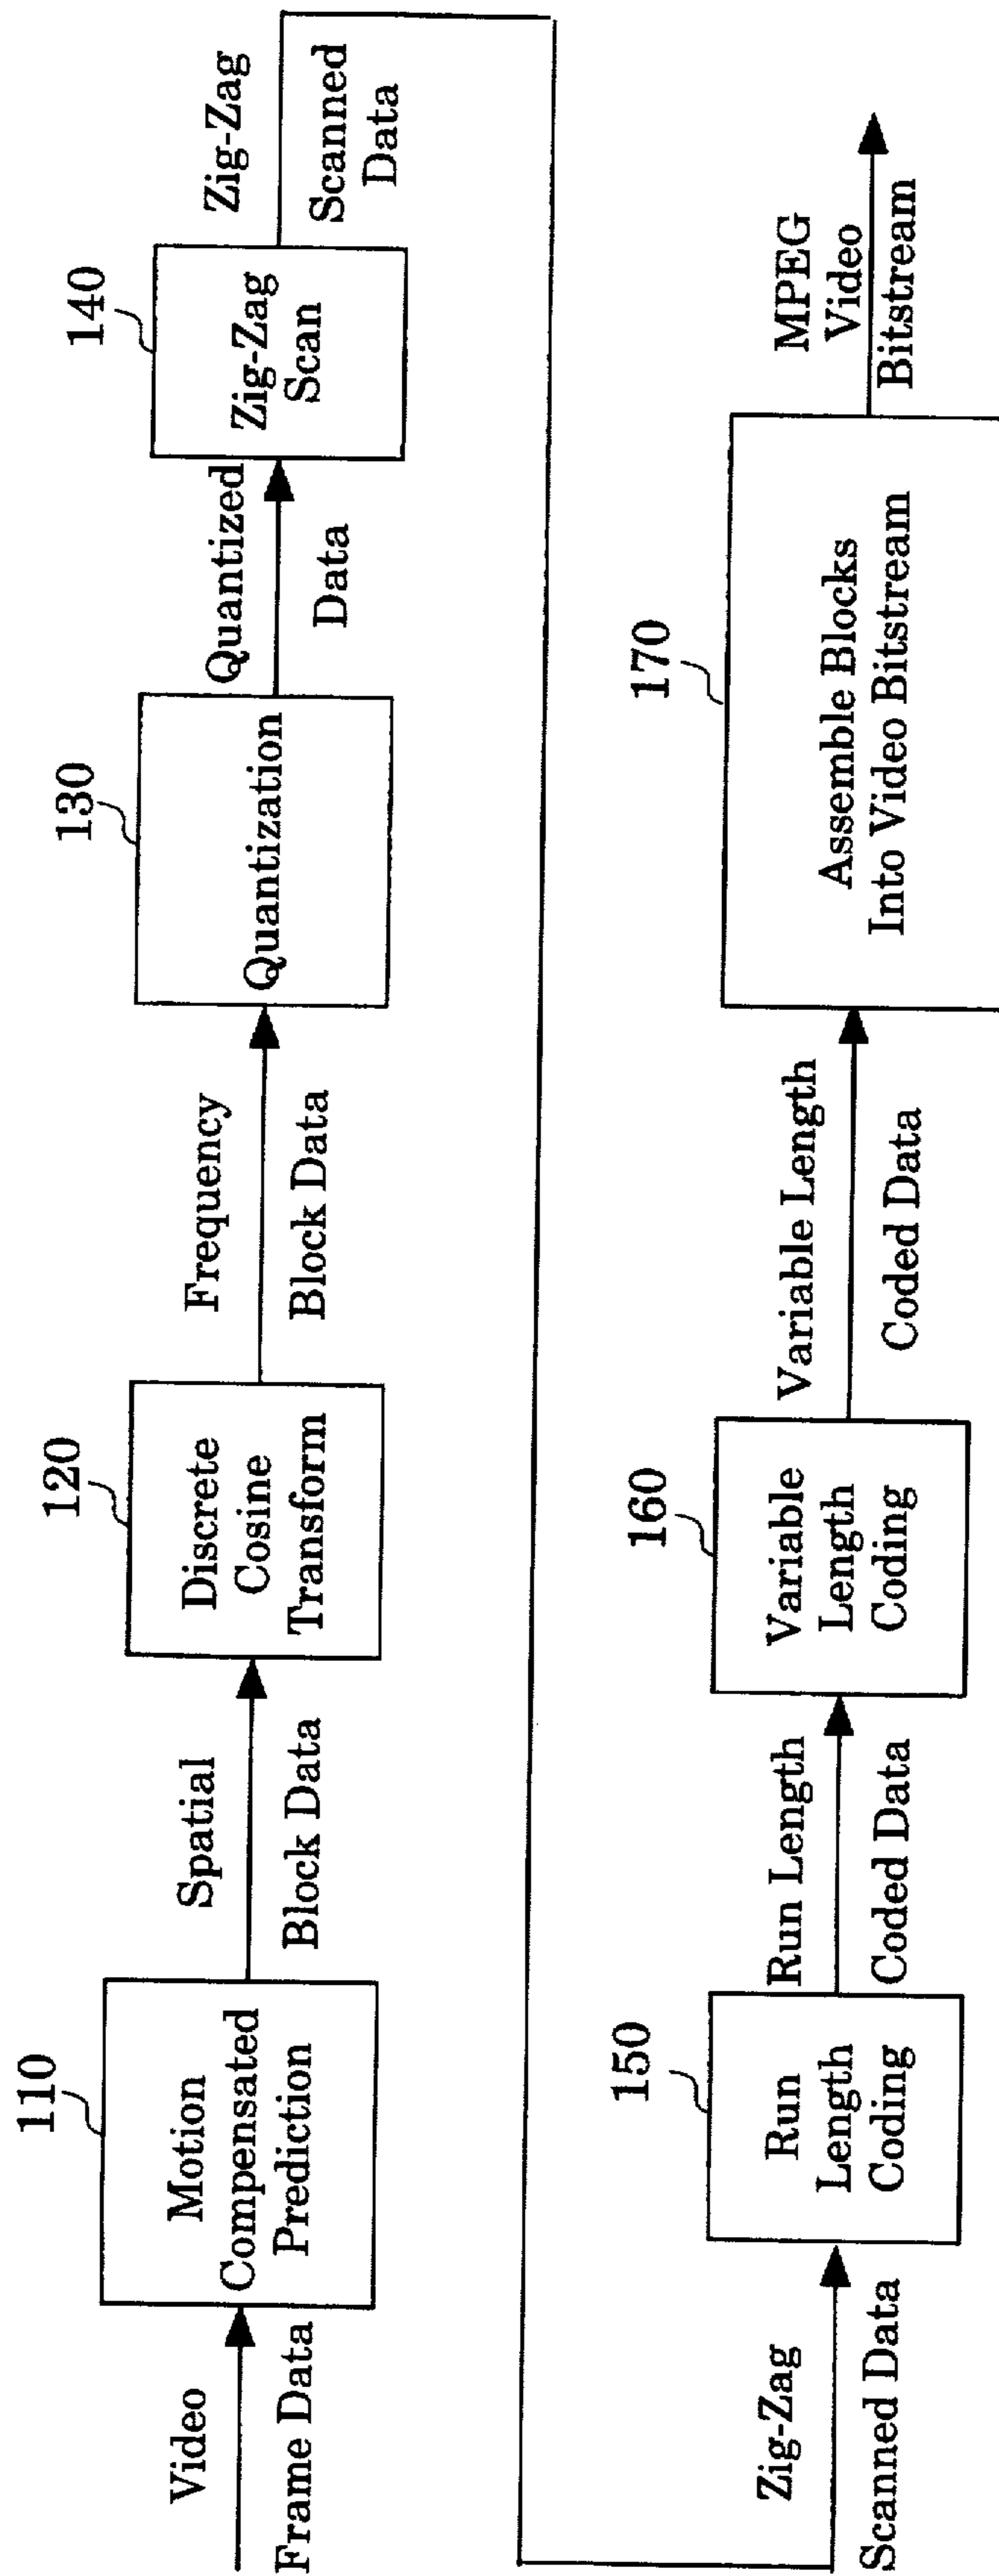 Video
Frame Data
110
Motion
Compensated
Prediction
Spatial
Block Data
120
Discrete
Cosine
Transform
Frequency
Block Data
130
Quantization
Quantized
Data
140
Zig-Zag
Scan
Zig-Zag
Scanned
Data
Zig-Zag
Scanned Data
150
Run
Length
Coding
Run Length
Coded Data
160
Variable
Length
Coding
Variable Length
Coded Data
170
Assemble Blocks
Into Video Bitstream
MPEG
Video
Bitstream